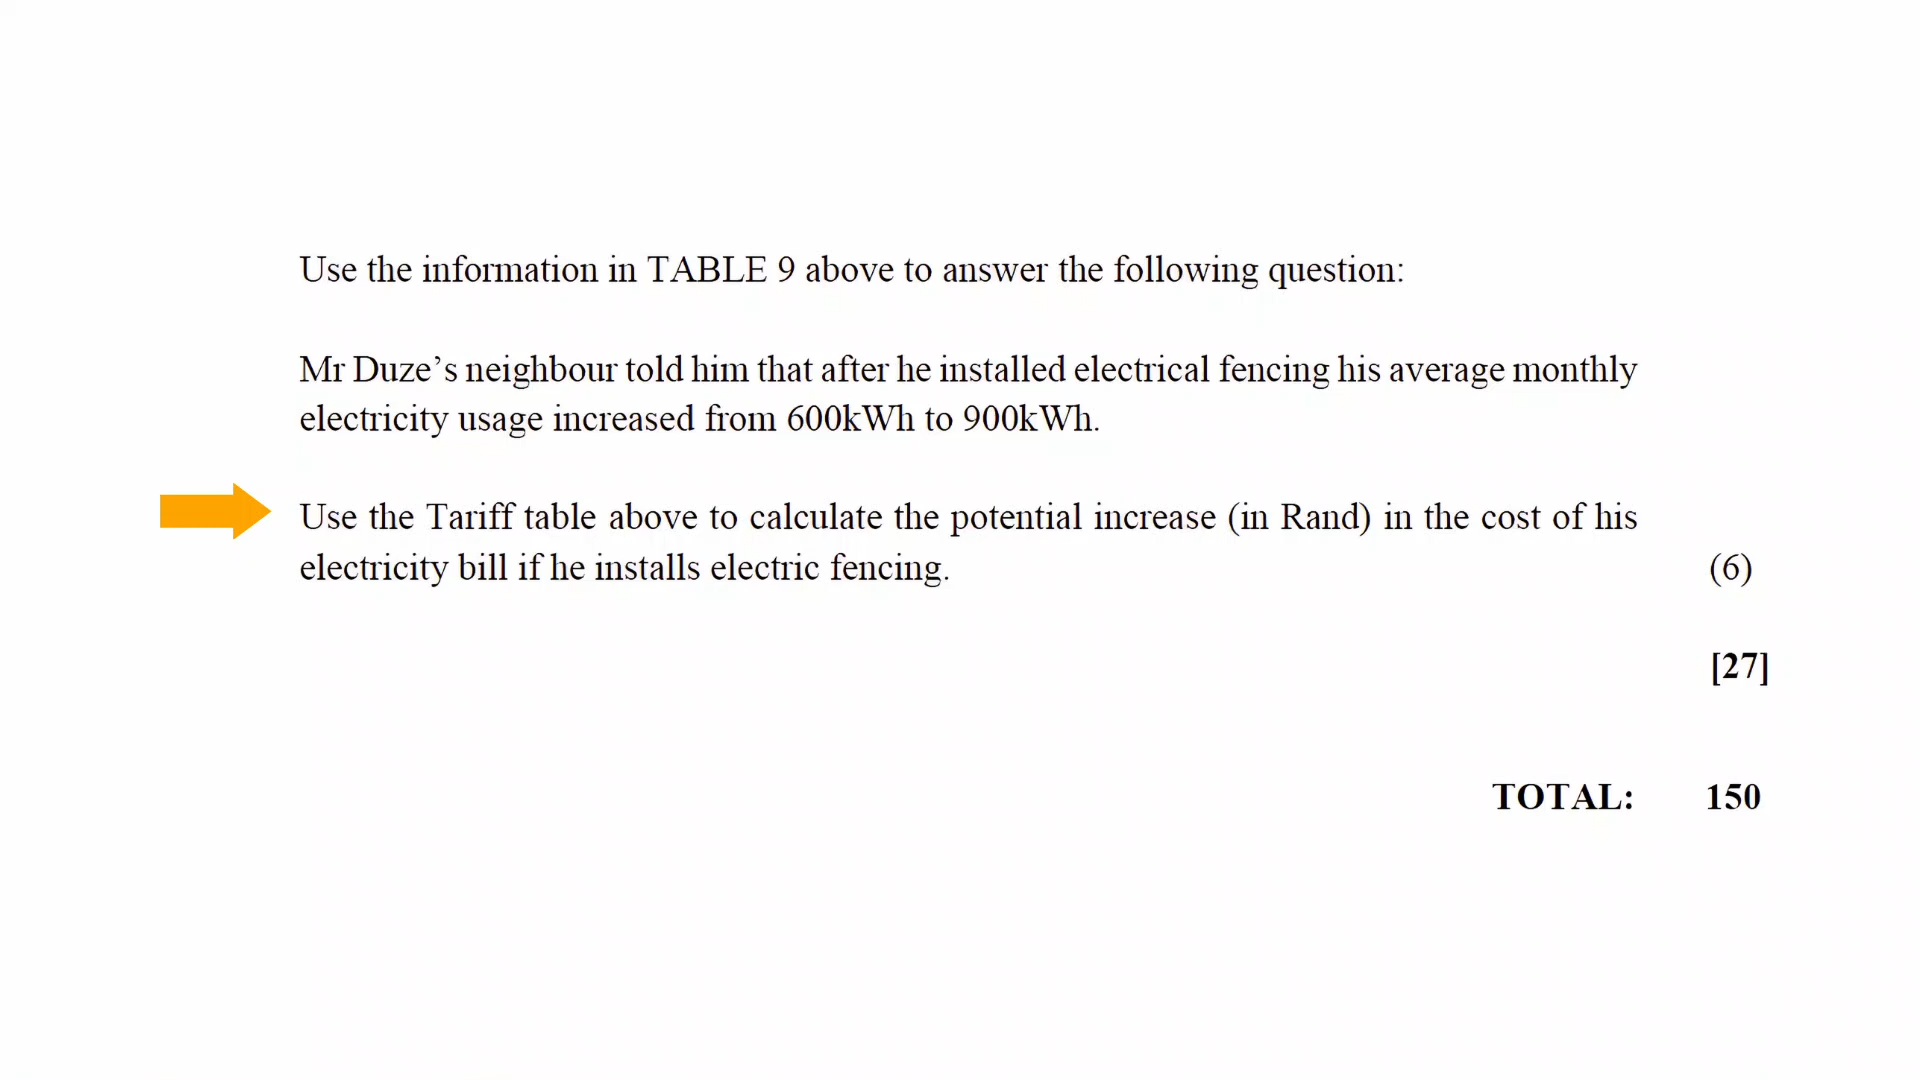 Use the information in TABLE 9 above to answer the following question:
Mr Duze’s neighbour told him that after he installed electrical fencing his average monthly
electricity usage increased from 600kWh to 900kWh.
Use the Tariff table above to calculate the potential increase (in Rand) in the cost of his
electricity bill if he installs electric fencing. (6)
[27]
TOTAL: 150